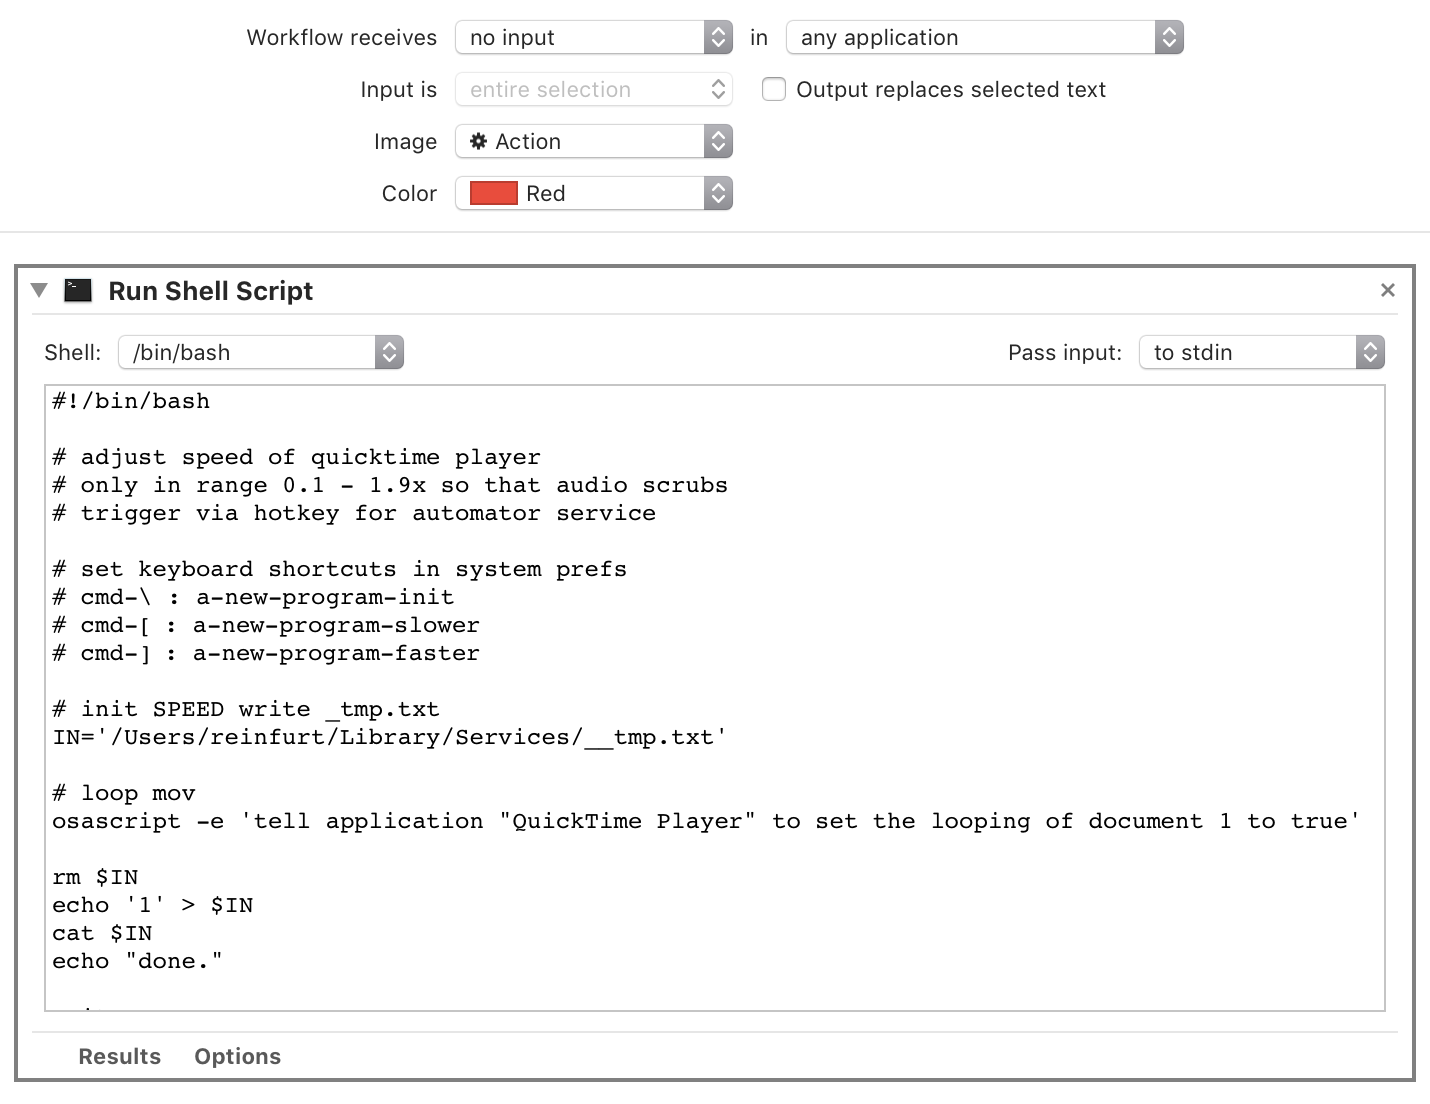 Workflow receives no input in any application
Input is entire selection Output replaces selected text
Image Action
Color Red
Run Shell Script
Shell: /bin/bash Pass input: to stdin
#!/bin/bash
# adjust speed of quicktime player
# only in range 0.1 - 1.9x so that audio scrubs
# trigger via hotkey for automator service
# set keyboard shortcuts in system prefs
# cmd-\ : a-new-program-init
# cmd-[ : a-new-program-slower
# cmd-] : a-new-program-faster
# init SPEED write _tmp.txt
IN='/Users/reinfurt/Library/Services/__tmp.txt'
# loop mov
osascript -e 'tell application "QuickTime Player" to set the looping of document 1 to true'
rm $IN
echo '1' > $IN
cat $IN
echo "done."
Results Options